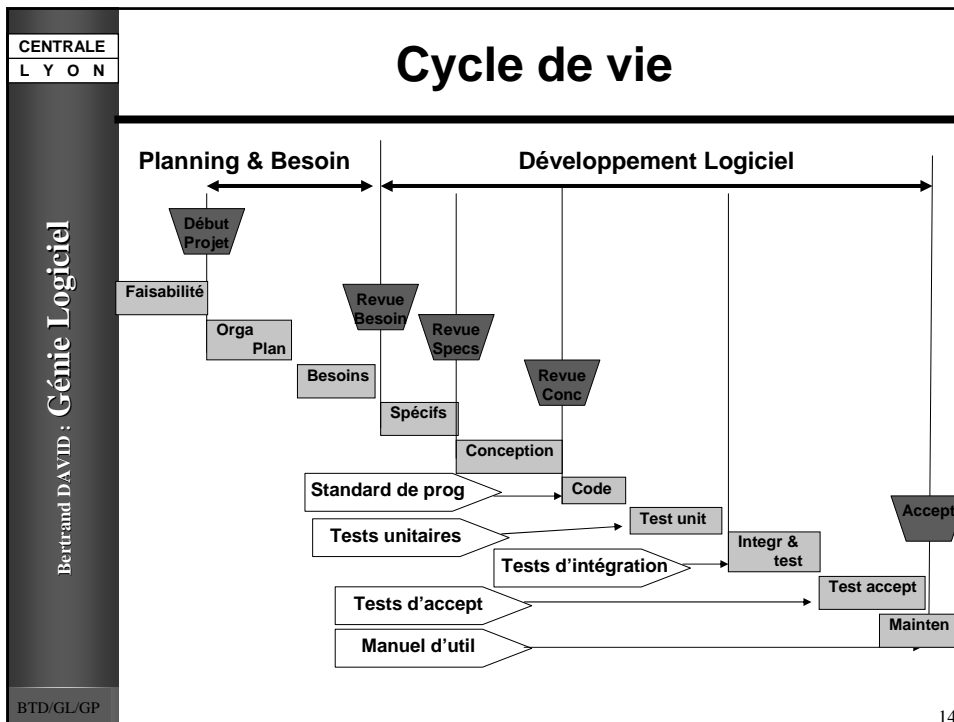 CENTRALE
L Y O N
Cycle de vie
Planning & Besoin
Développement Logiciel
Début
Projet
Faisabilité
Revue
Besoin
Orga
Plan
Revue
Specs
Besoins
Revue
Conc
Spécifs
Conception
Standard de prog
Code
Tests unitaires
Test unit
Accept
Integr &
test
Tests d'intégration
Test accept
Tests d'accept
Mainten
Manuel d'util
Bertrand DAVID : Génie Logiciel
BTD/GL/GP
14